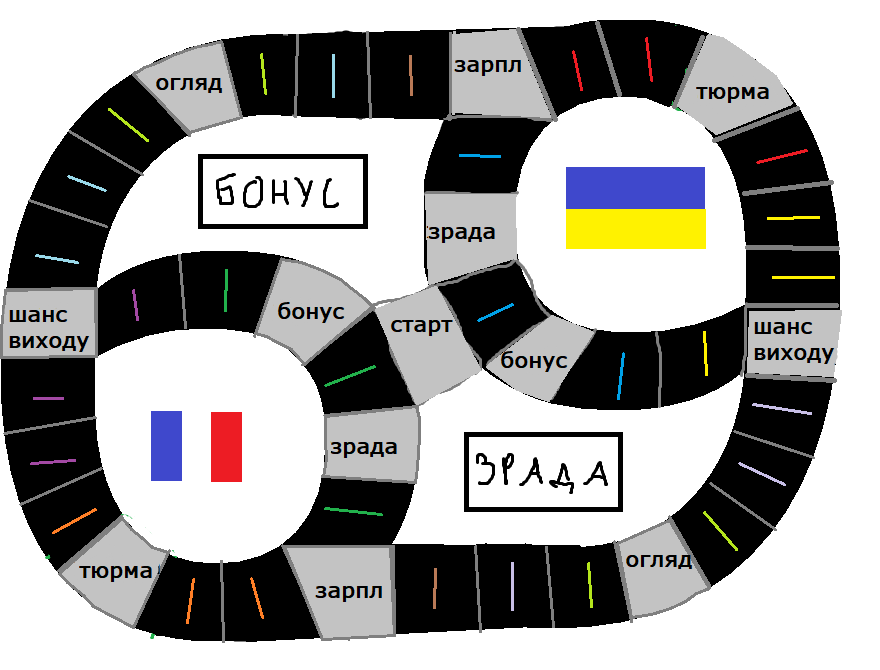 огляд
зарпл
тюрма
БОНУС
зрада
шанс
виходу
бонус
старт
бонус
шанс
виходу
зрада
ЗРАДА
тюрма
зарпл
огляд